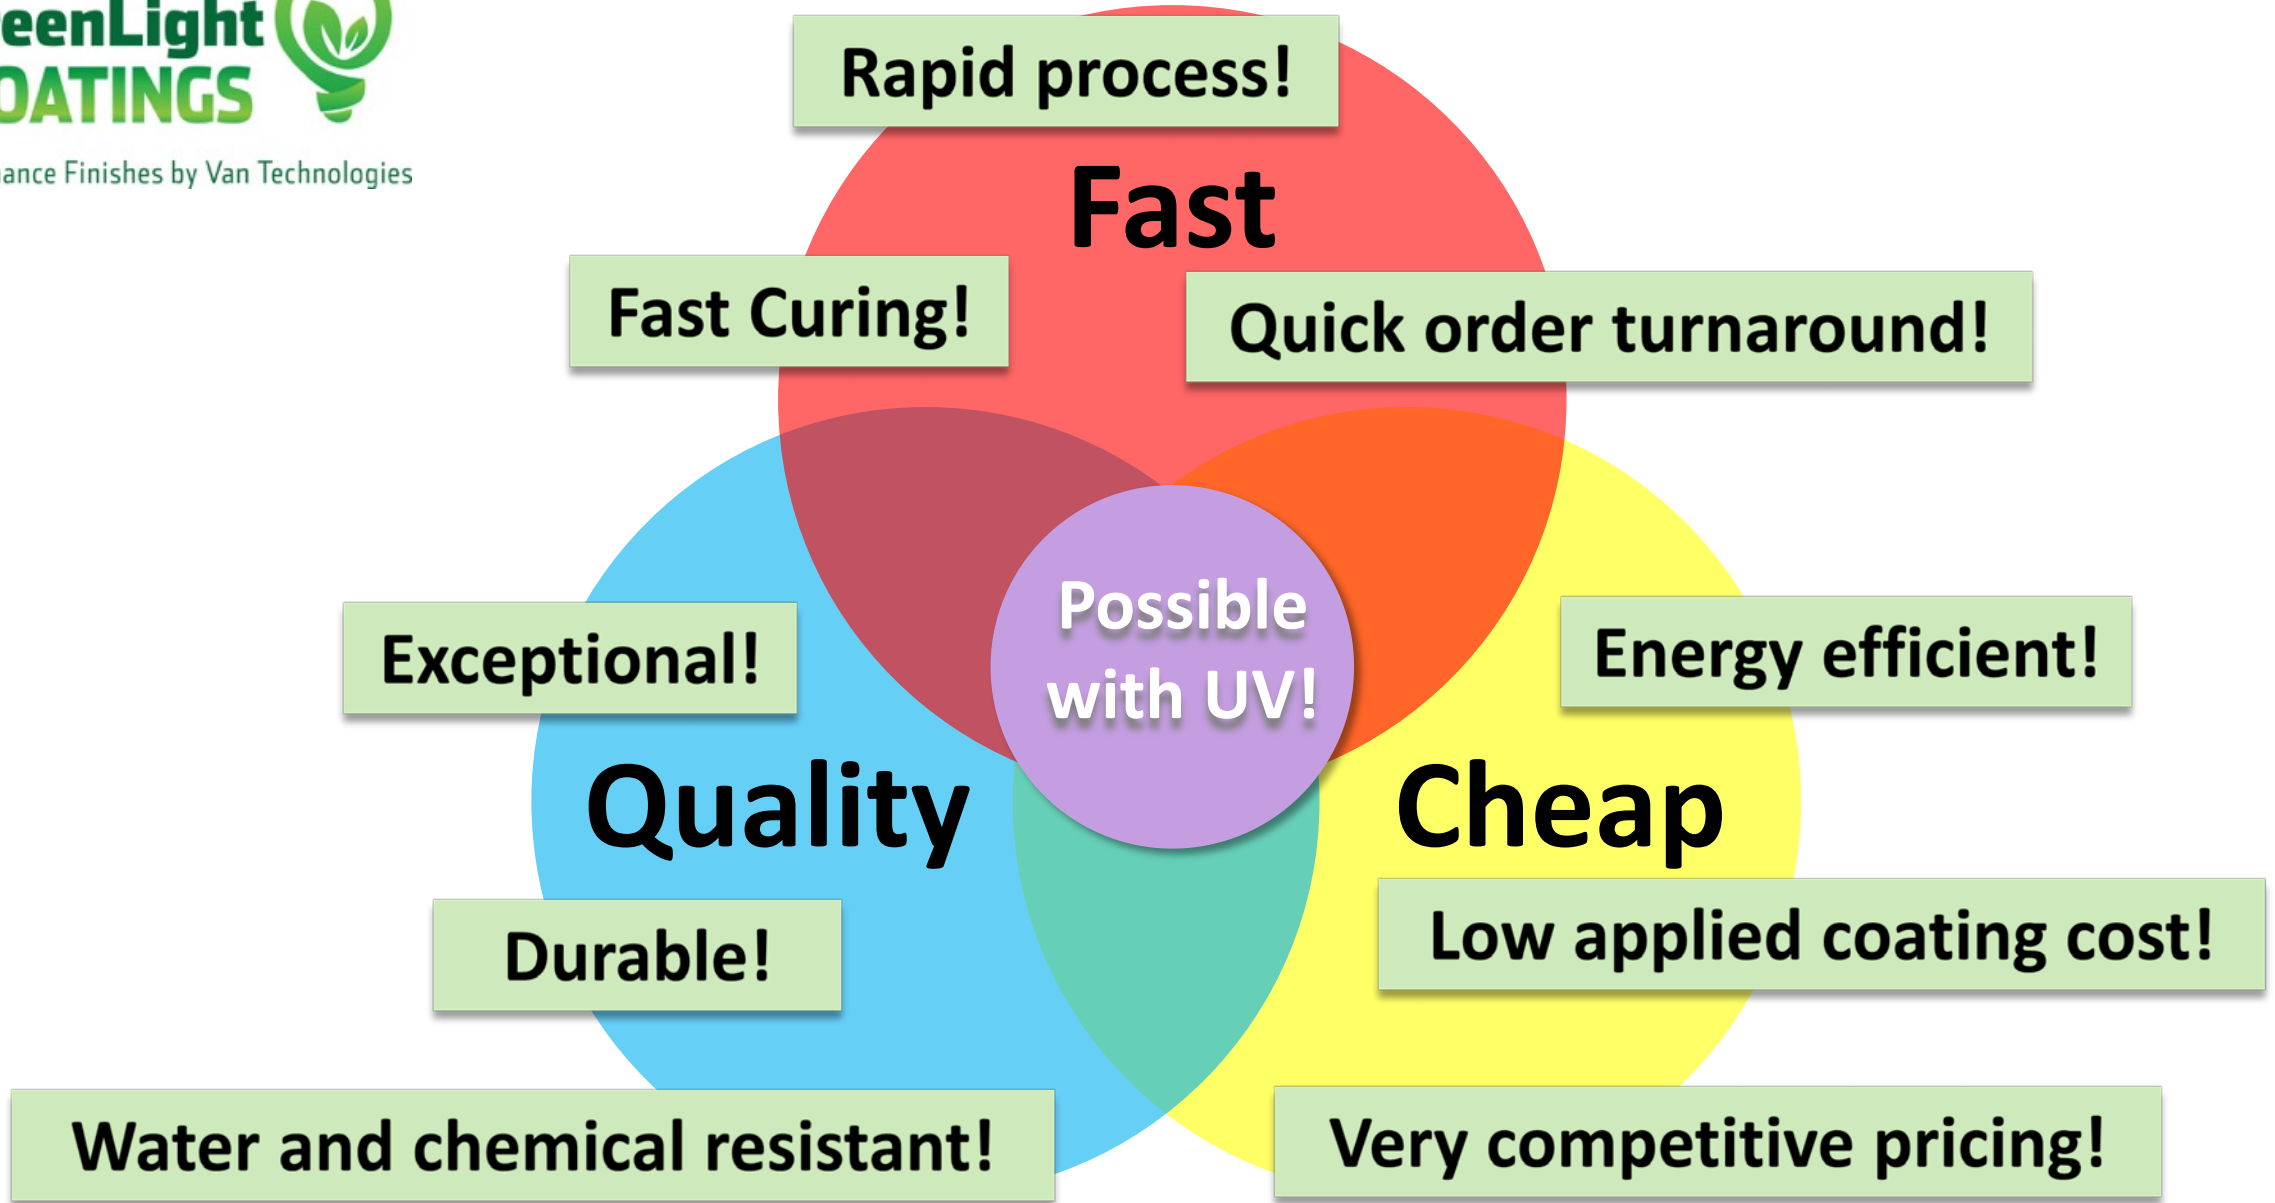 eenLight
OATINGS
ance Finishes by Van Technologies
Rapid process!
Fast
Fast Curing!
Quick order turnaround!
Possible
with UV!
Exceptional!
Energy efficient!
Quality
Cheap
Durable!
Low applied coating cost!
Water and chemical resistant!
Very competitive pricing!